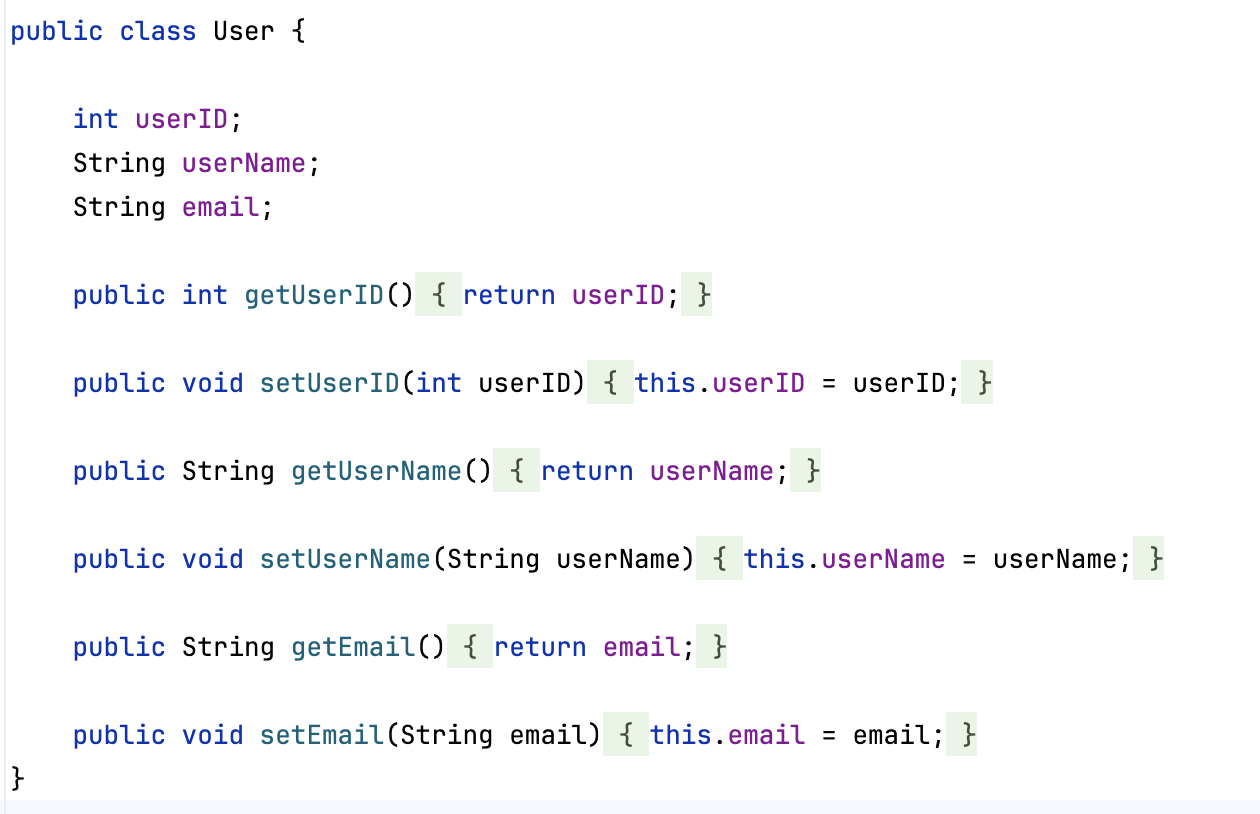 public class User {
int userID;
String userName;
String email;
public int getUserID() { return userID; }
public void setUserID(int userID) { this.userID = userID; }
public String getUserName() { return userName; }
public void setUserName(String userName) { this.userName = userName; }
public String getEmail() { return email; }
public void setEmail(String email) { this.email = email; }
}